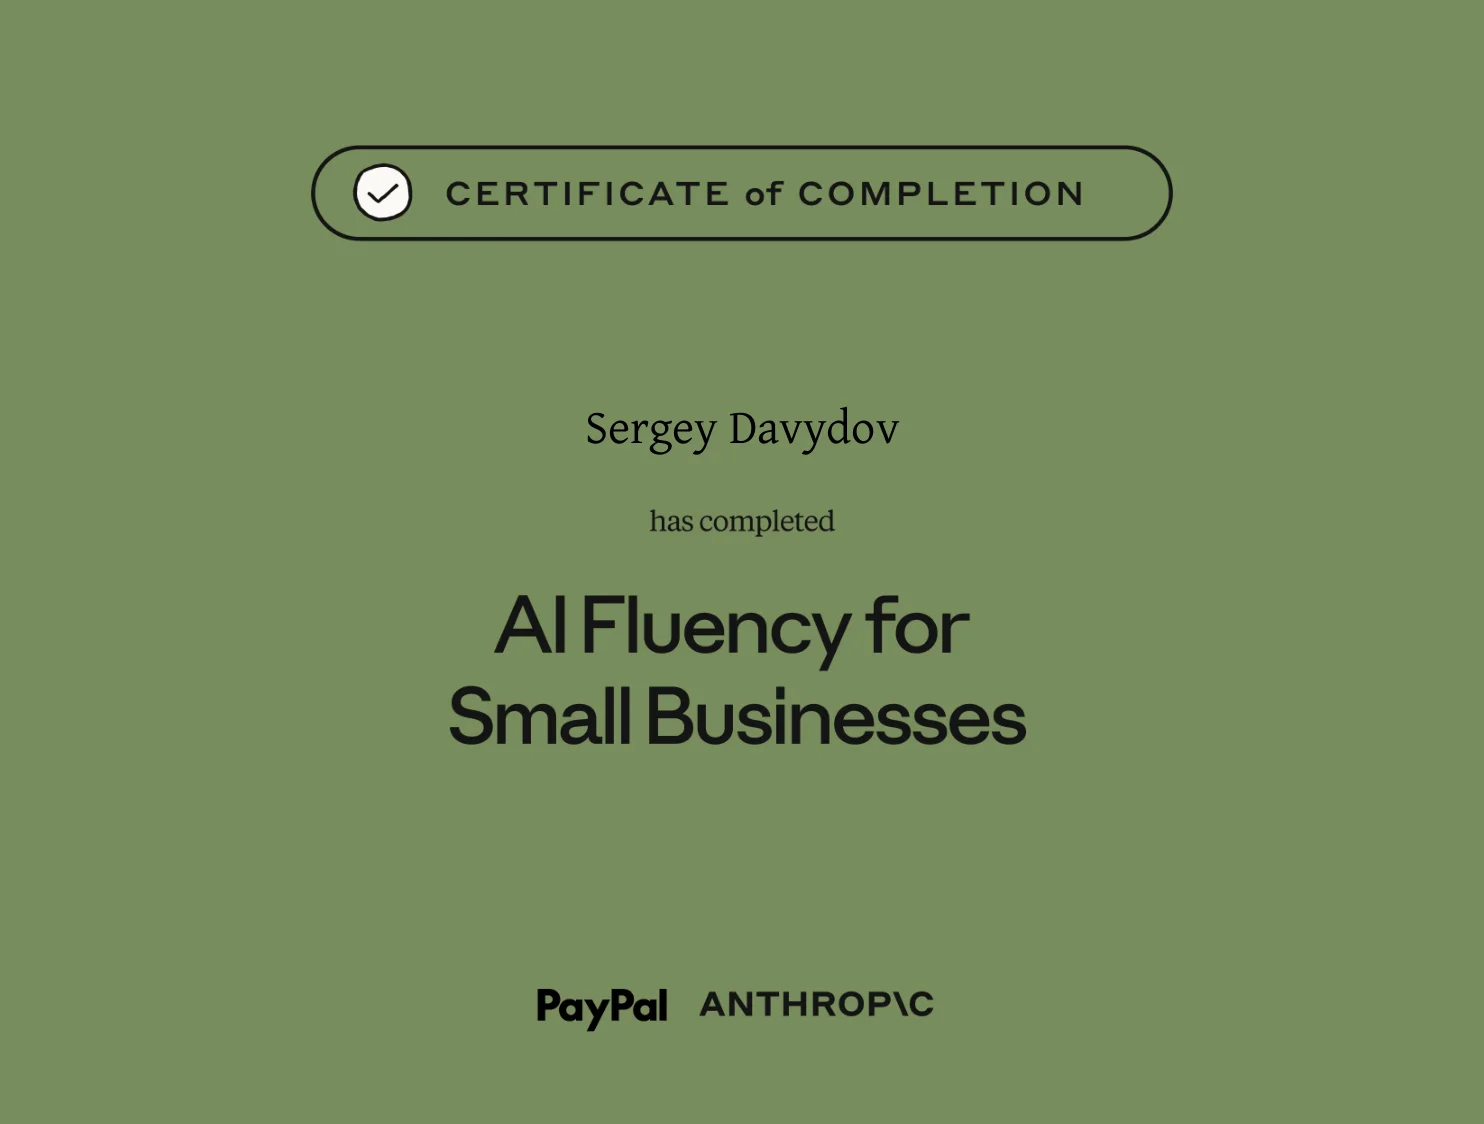 CERTIFICATE of COMPLETION
Sergey Davydov
has completed
AI Fluency for
Small Businesses
PayPal ANTHROP\C